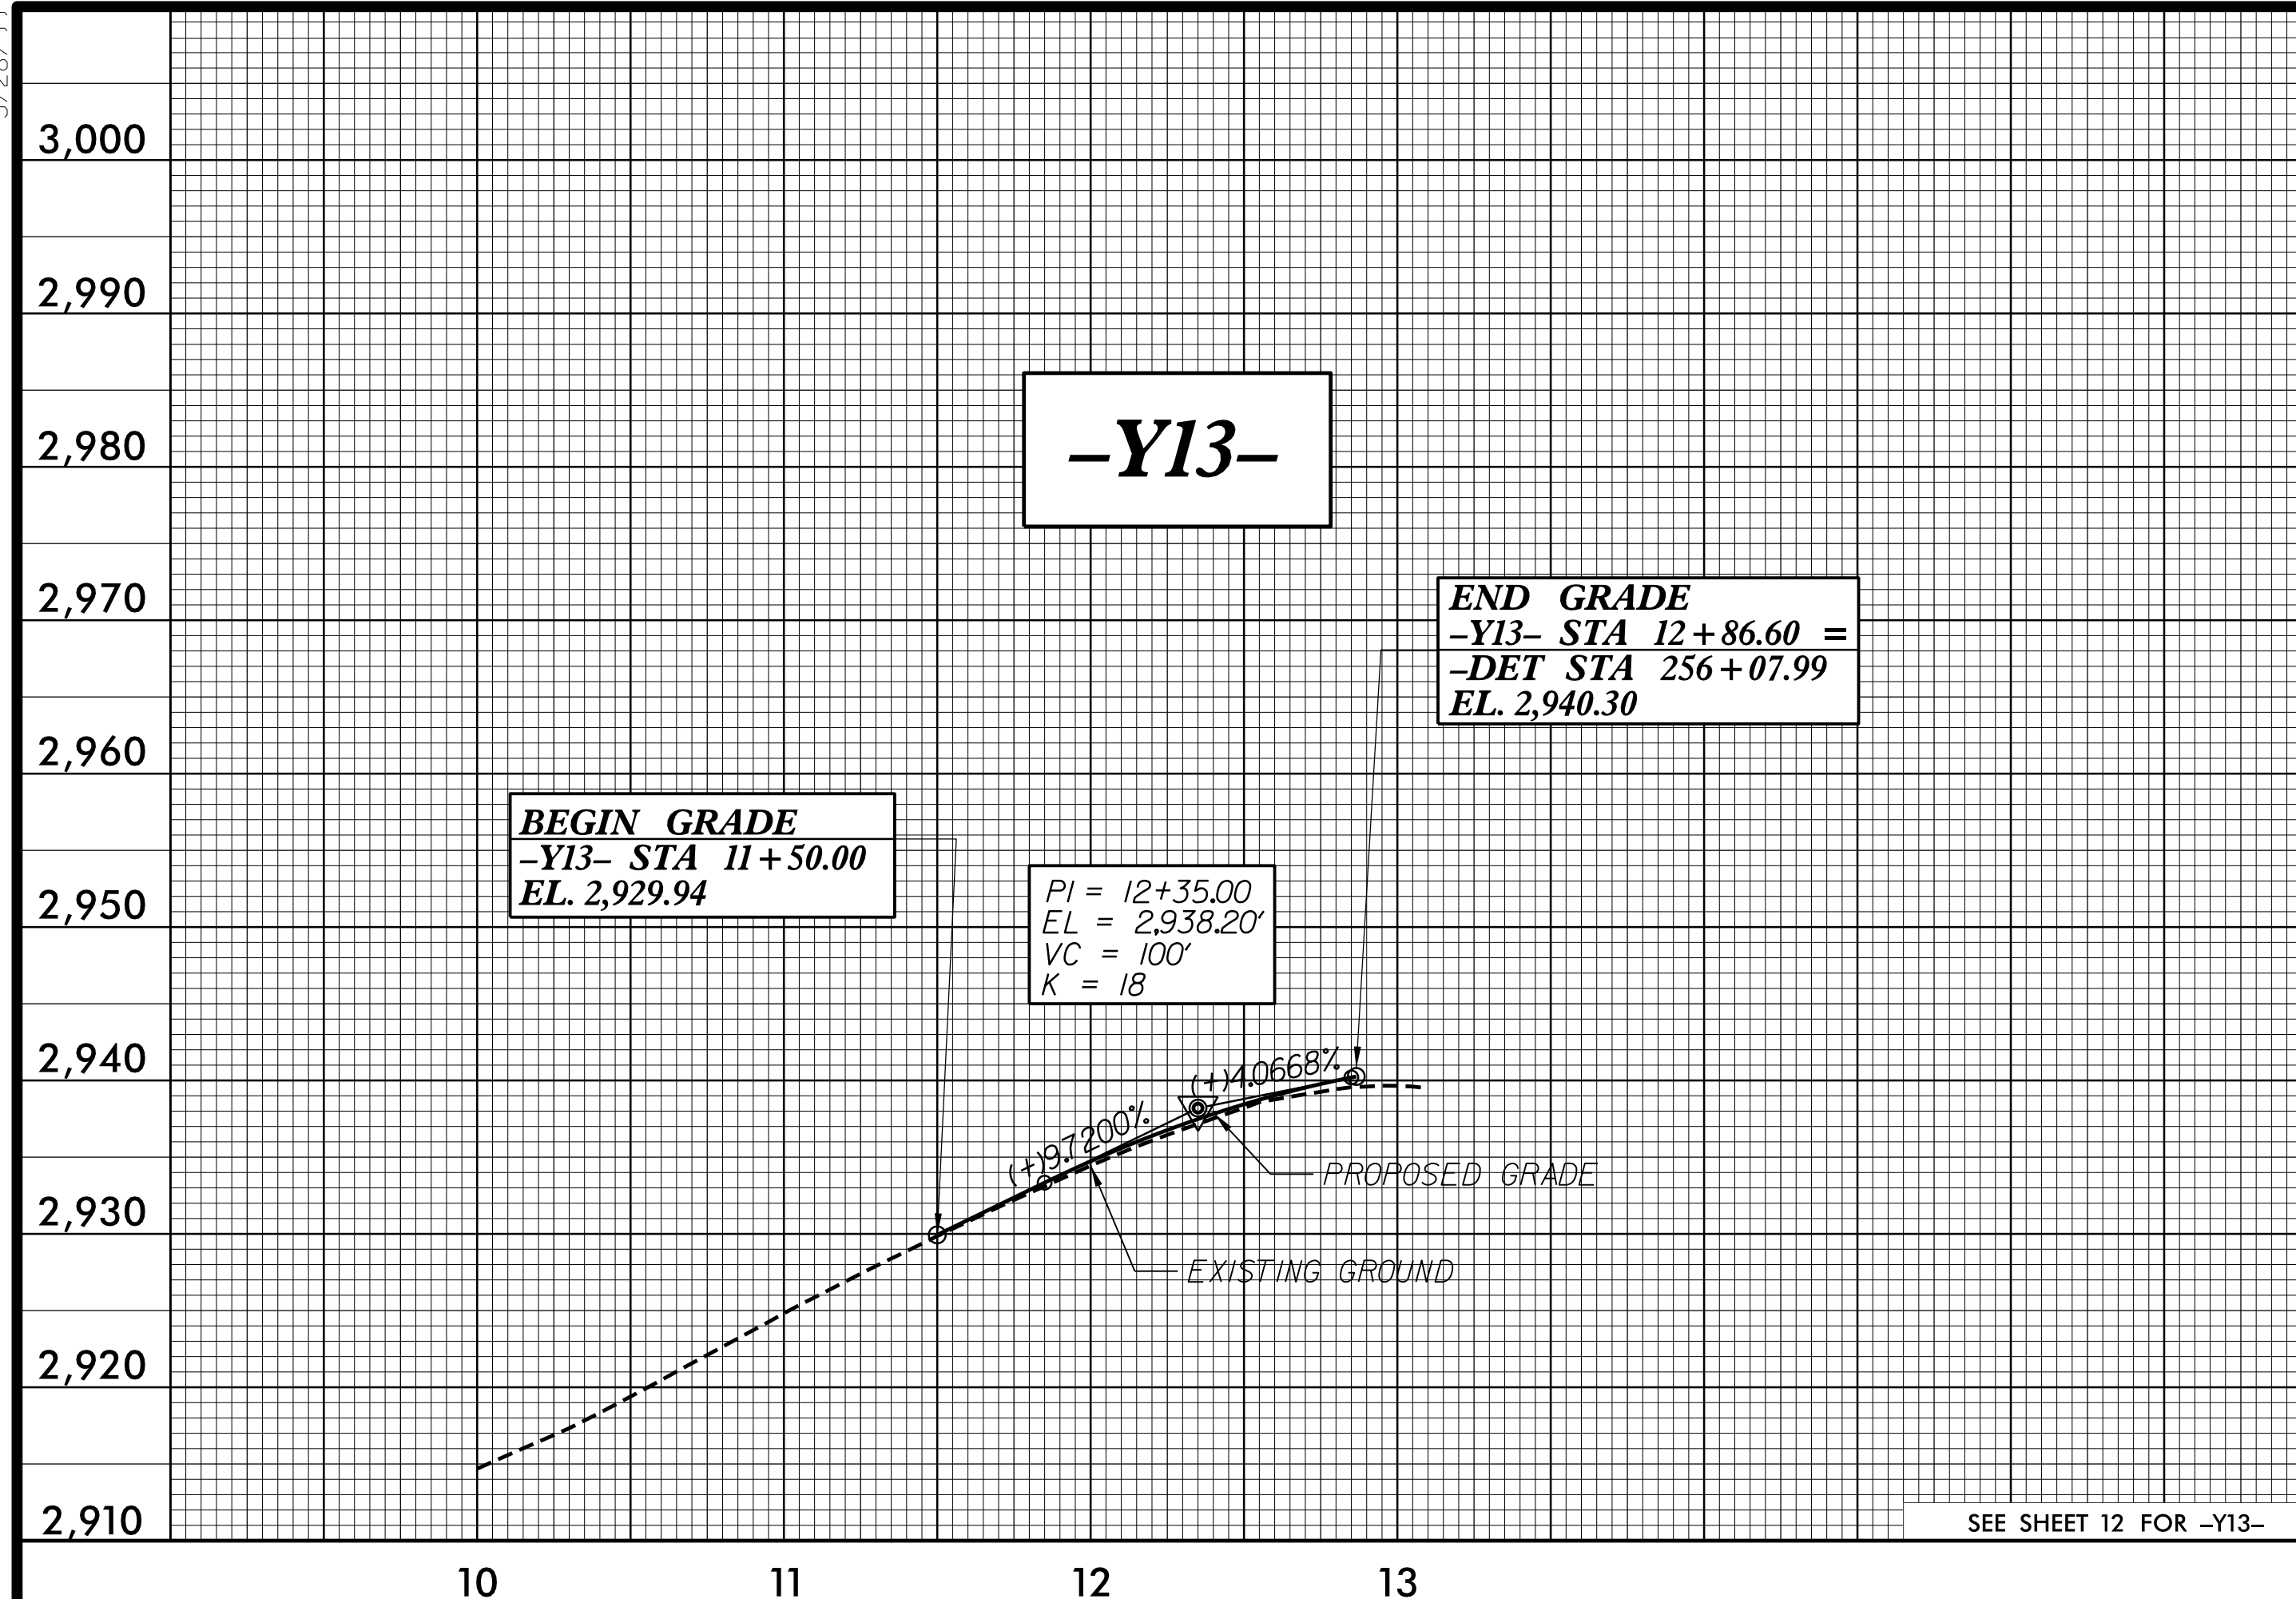 3,000
2,990
2,980
2,970
2,960
2,950
2,940
2,930
2,920
2,910
–Y13–
END GRADE
–Y13– STA 12+86.60 =
–DET STA 256+07.99
EL. 2,940.30
BEGIN GRADE
–Y13– STA 11+50.00
EL. 2,929.94
PI = 12+35.00
EL = 2,938.20'
VC = 100'
K = 18
(+)9.7200%
(+)4.0668%
PROPOSED GRADE
EXISTING GROUND
SEE SHEET 12 FOR –Y13–
10 11 12 13